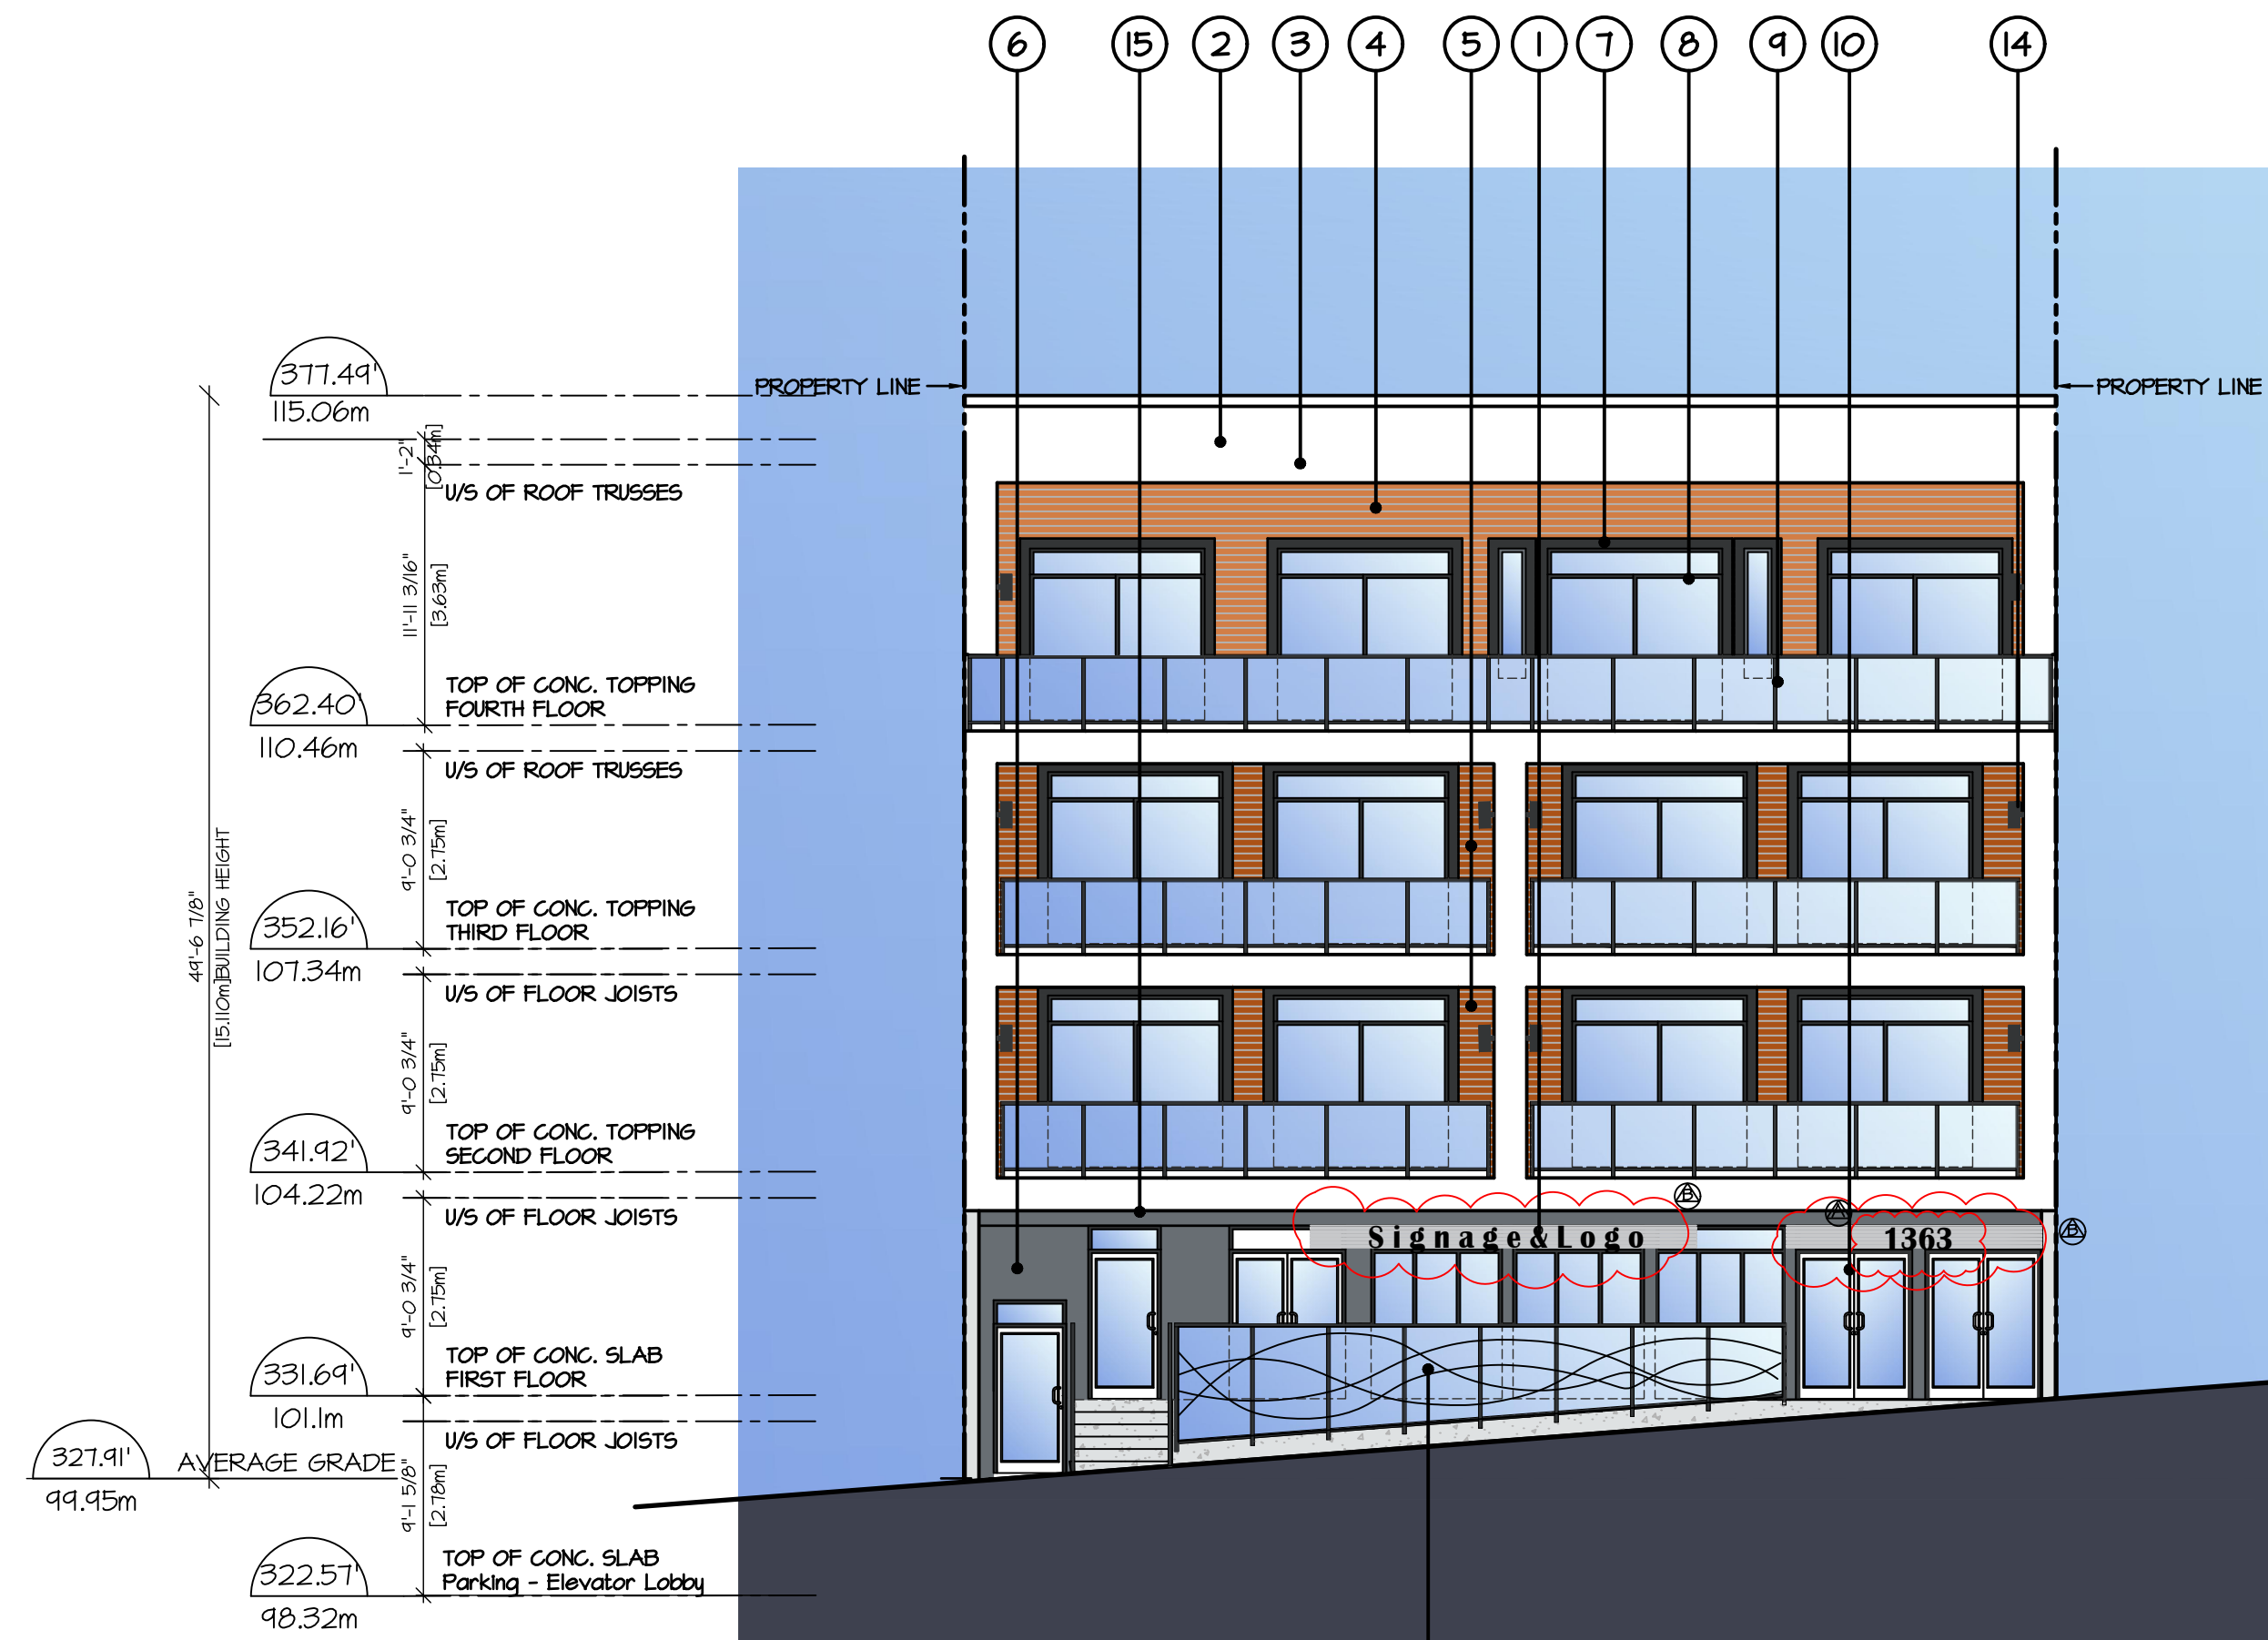 6 15 2 3 4 5 1 7 8 9 10 14
377.49'
115.06m
PROPERTY LINE
PROPERTY LINE
1'-2"
[0.34m]
U/S OF ROOF TRUSSES
11'-11 3/16"
[3.63m]
362.40'
110.46m
TOP OF CONC. TOPPING
FOURTH FLOOR
U/S OF ROOF TRUSSES
9'-0 3/4"
[2.75m]
49'-6 7/8"
[15.110m]BUILDING HEIGHT
352.16'
107.34m
TOP OF CONC. TOPPING
THIRD FLOOR
U/S OF FLOOR JOISTS
9'-0 3/4"
[2.75m]
341.92'
104.22m
TOP OF CONC. TOPPING
SECOND FLOOR
U/S OF FLOOR JOISTS
B
A
B
Signage&Logo
1363
9'-0 3/4"
[2.75m]
331.69'
101.1m
TOP OF CONC. SLAB
FIRST FLOOR
U/S OF FLOOR JOISTS
327.91'
99.95m
AVERAGE GRADE
9'-1 5/8"
[2.78m]
322.57'
98.32m
TOP OF CONC. SLAB
Parking - Elevator Lobby